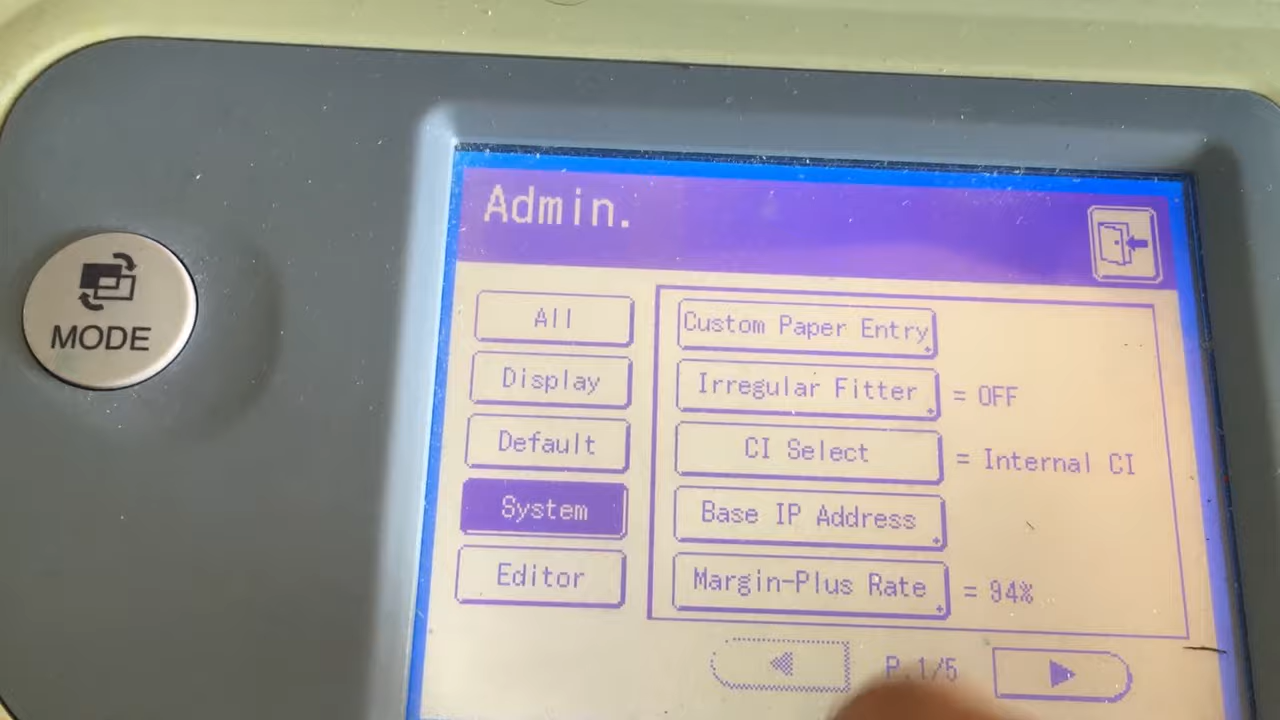 Admin.
MODE
All
Display
Default
System
Editor
Custom Paper Entry
Irregular Fitter = OFF
CI Select = Internal CI
Base IP Address
Margin-Plus Rate = 94%
P.1/5